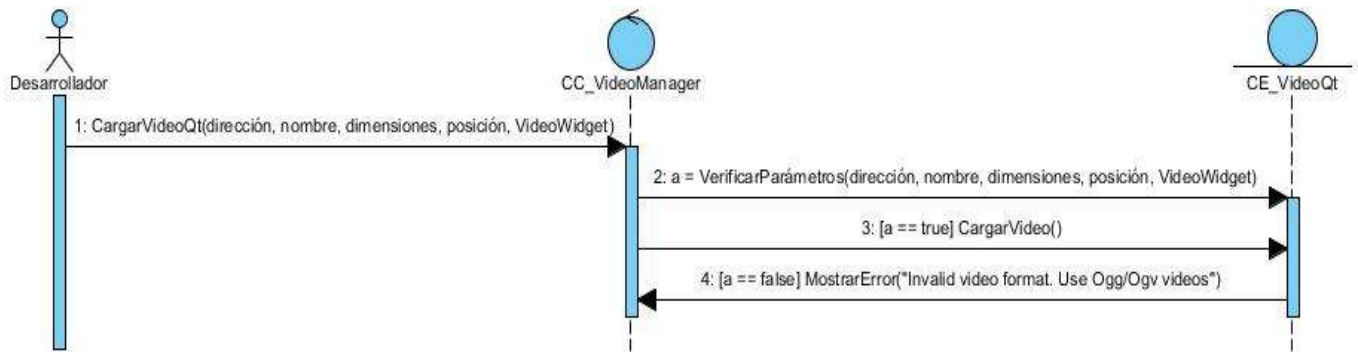 Desarrollador
CC_VideoManager
CE_VideoQt
1: CargarVideoQt(dirección, nombre, dimensiones, posición, VideoWidget)
2: a = VerificarParámetros(dirección, nombre, dimensiones, posición, VideoWidget)
3: [a == true] CargarVideo()
4: [a == false] MostrarError("Invalid video format. Use Ogg/Ogv videos")